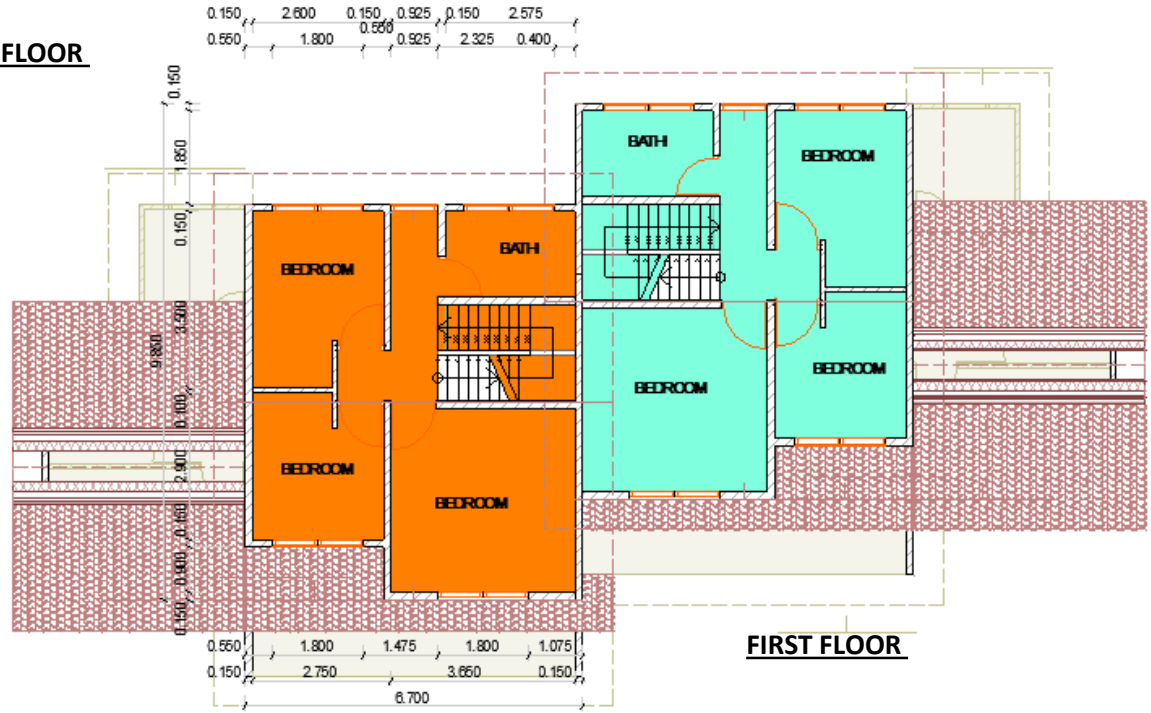 0.150 2.600 0.150 0.925 0.150 2.575
0.550
0.550 1.800 0.925 2.325 0.400
FLOOR
0.150
1.850
0.150
9.850
0.100
2.900
0.150
0.900
0.150
BATH
BEDROOM
BEDROOM
BEDROOM
BATH
BEDROOM
BEDROOM
BEDROOM
BEDROOM
FIRST FLOOR
0.550 1.800 1.475 1.800 1.075
0.150 2.750 3.650 0.150
6.700